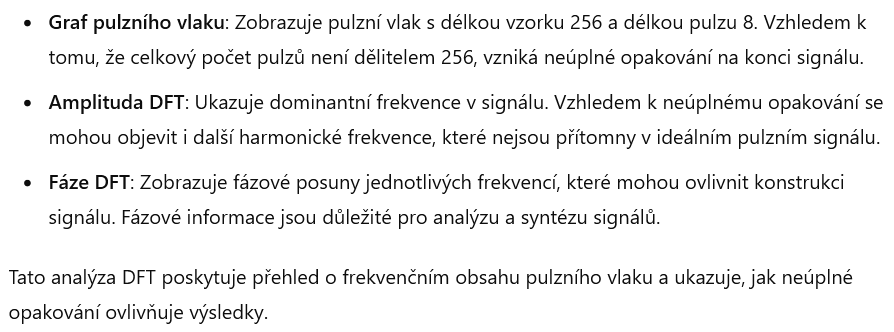 • Graf pulzního vlaku: Zobrazuje pulzní vlak s délkou vzorku 256 a délkou pulzu 8. Vzhledem k
tomu, že celkový počet pulzů není dělitelem 256, vzniká neúplné opakování na konci signálu.
• Amplituda DFT: Ukazuje dominantní frekvence v signálu. Vzhledem k neúplnému opakování se
mohou objevit i další harmonické frekvence, které nejsou přítomny v ideálním pulzním signálu.
• Fáze DFT: Zobrazuje fázové posuny jednotlivých frekvencí, které mohou ovlivnit konstrukci
signálu. Fázové informace jsou důležité pro analýzu a syntézu signálů.
Tato analýza DFT poskytuje přehled o frekvenčním obsahu pulzního vlaku a ukazuje, jak neúplné
opakování ovlivňuje výsledky.